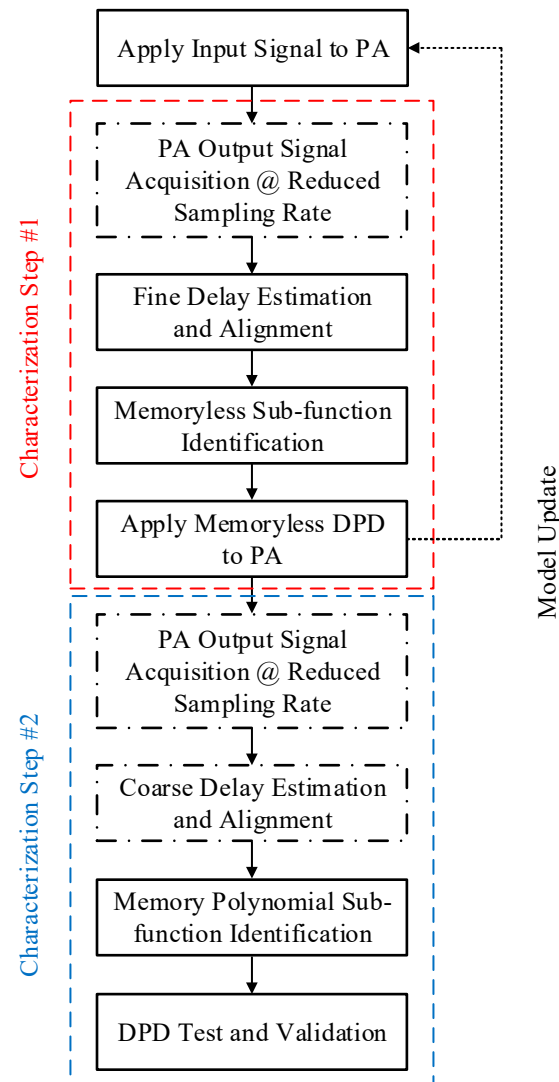 Apply Input Signal to PA
Characterization Step #1
PA Output Signal
Acquisition @ Reduced
Sampling Rate
Fine Delay Estimation
and Alignment
Memoryless Sub-function
Identification
Apply Memoryless DPD
to PA
Model Update
Characterization Step #2
PA Output Signal
Acquisition @ Reduced
Sampling Rate
Coarse Delay Estimation
and Alignment
Memory Polynomial Sub-
function Identification
DPD Test and Validation